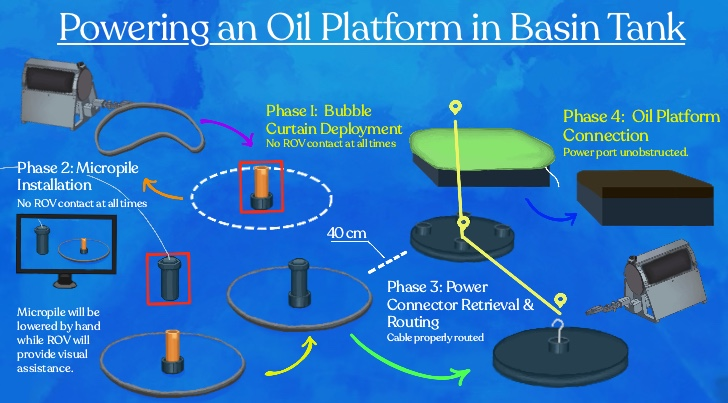 Powering an Oil Platform in Basin Tank
Phase 1: Bubble
Curtain Deployment
No ROV contact at all times
Phase 4: Oil Platform
Connection
Power port unobstructed.
Phase 2: Micropile
Installation
No ROV contact at all times
40 cm
Phase 3: Power
Connector Retrieval &
Routing
Cable properly routed
Micropile will be
lowered by hand
while ROV will
provide visual
assistance.